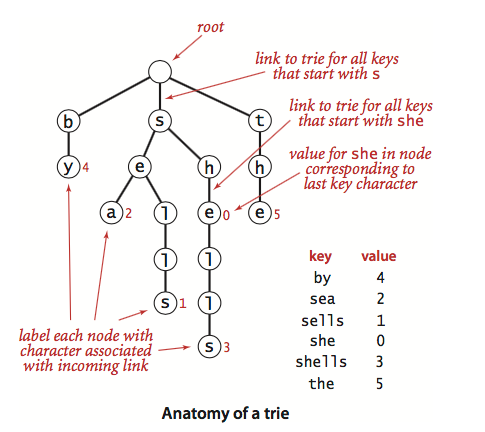 root
link to trie for all keys
that start with s
link to trie for all keys
that start with she
b
s
t
value for she in node
corresponding to
last key character
y 4
e
h
h
a 2
l
e 0
e 5
l
l
s 1
l
s 3
key value
by 4
sea 2
sells 1
she 0
shells 3
the 5
label each node with
character associated
with incoming link
Anatomy of a trie